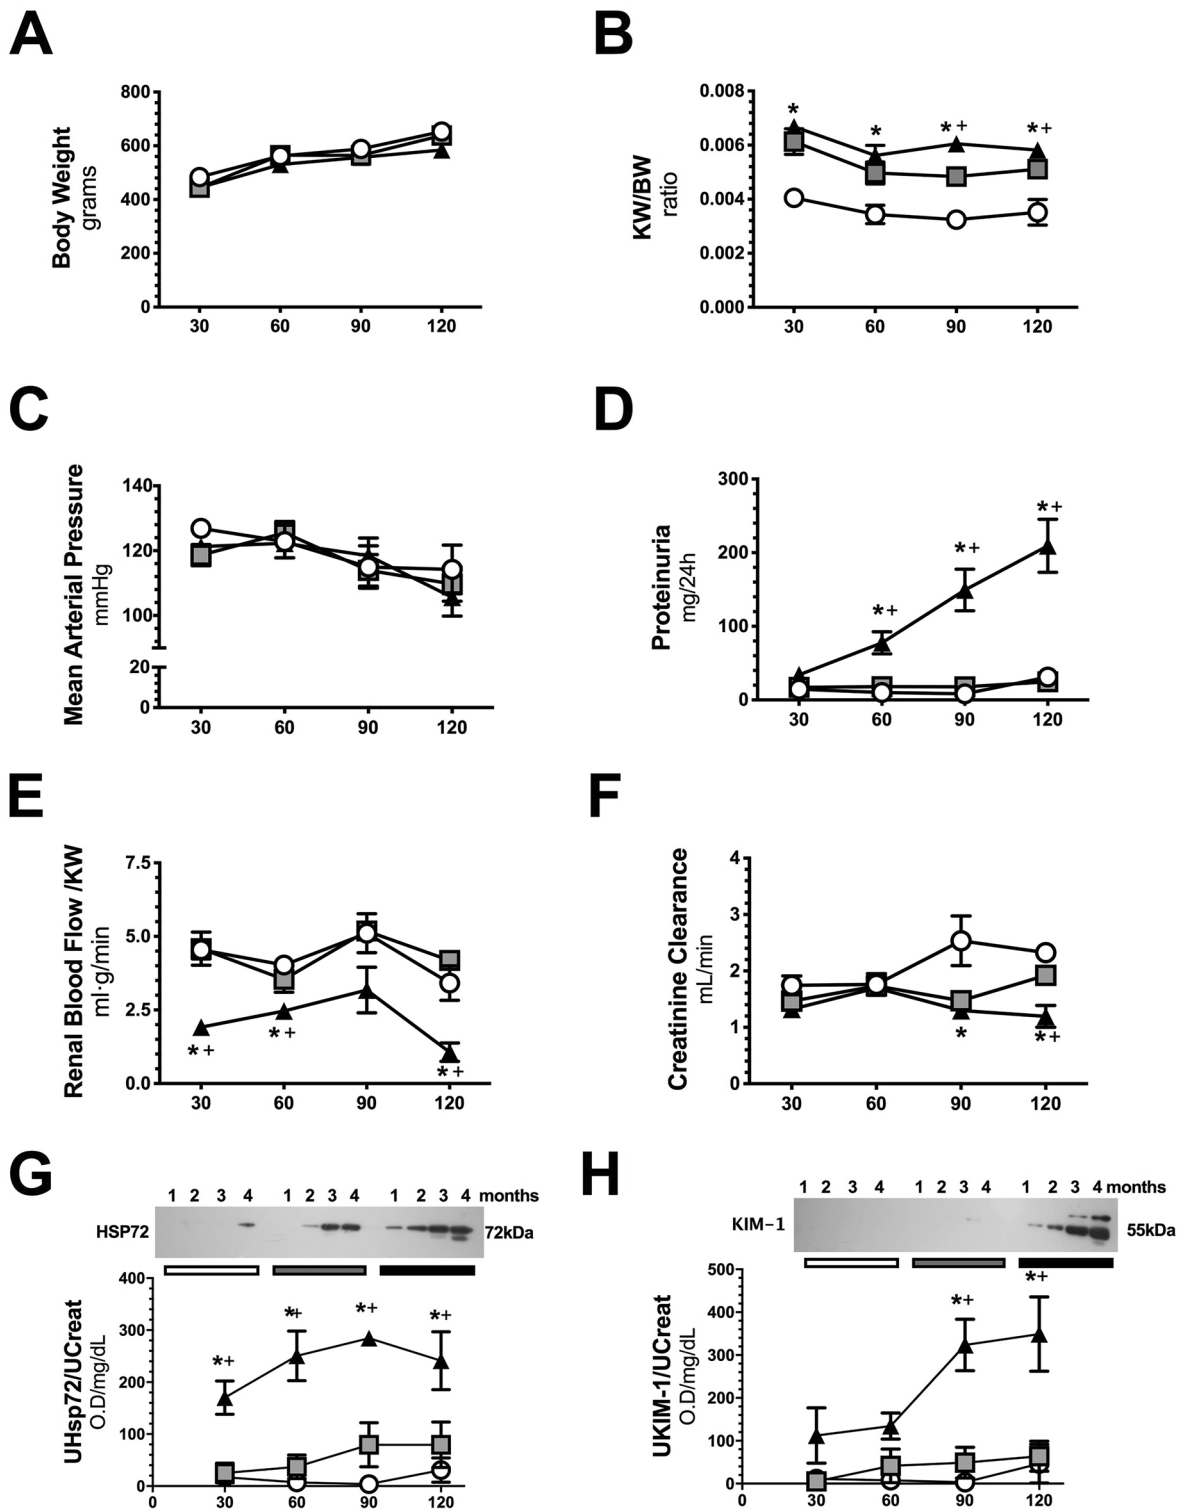 A
Body Weight
grams
800
600
400
200
0
30 60 90 120
B
KW/BW
ratio
0.008
0.006
0.004
0.002
0.000
* * *+ *+
30 60 90 120
C
Mean Arterial Pressure
mmHg
140
120
100
20
0
30 60 90 120
D
Proteinuria
mg/24h
300
200
100
0
*+ *+ *+
30 60 90 120
E
Renal Blood Flow /KW
ml·g/min
7.5
5.0
2.5
0.0
*+ *+ *+
30 60 90 120
F
Creatinine Clearance
mL/min
4
3
2
1
0
* *+
30 60 90 120
G
1 2 3 4 1 2 3 4 1 2 3 4 months
HSP72
72kDa
UHsp72/UCreat
O.D/mg/dL
400
300
200
100
0
*+ *+ *+ *+
0 30 60 90 120
H
1 2 3 4 1 2 3 4 1 2 3 4 months
KIM-1
55kDa
UKIM-1/UCreat
O.D/mg/dL
500
400
300
200
100
0
*+ *+
0 30 60 90 120